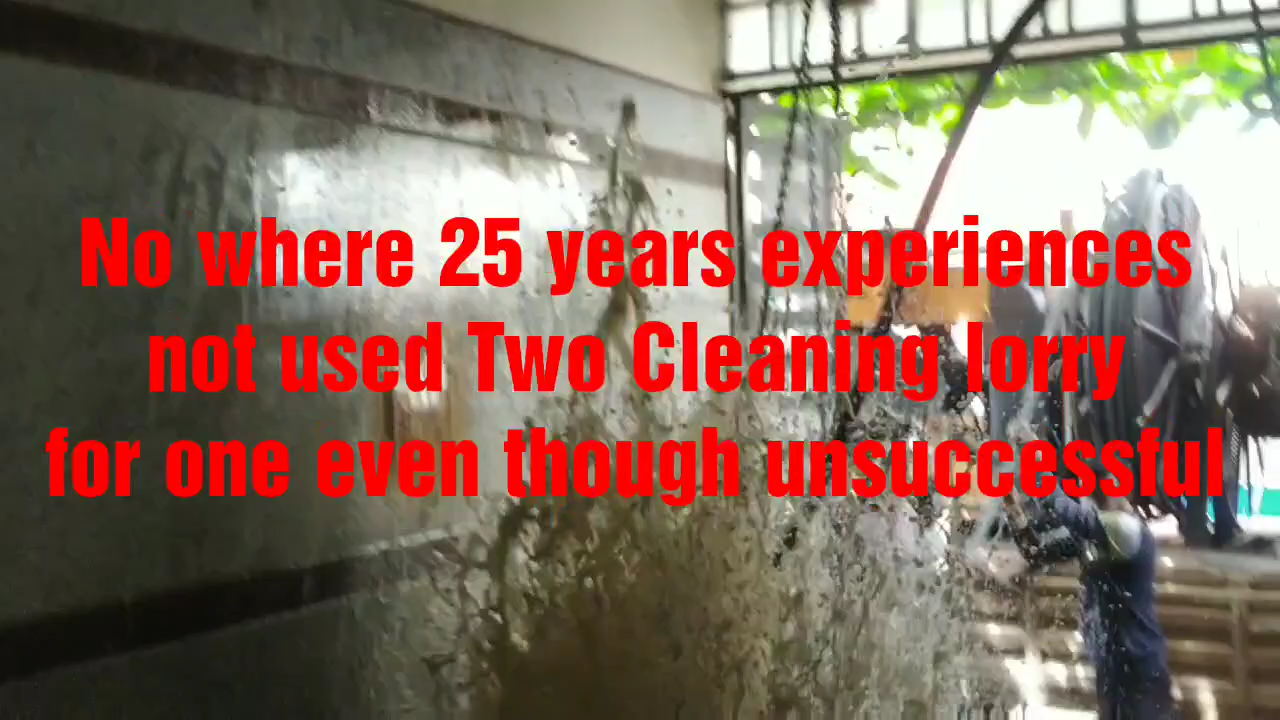 No where 25 years experiences
not used Two Cleaning lorry
for one even though unsuccessful